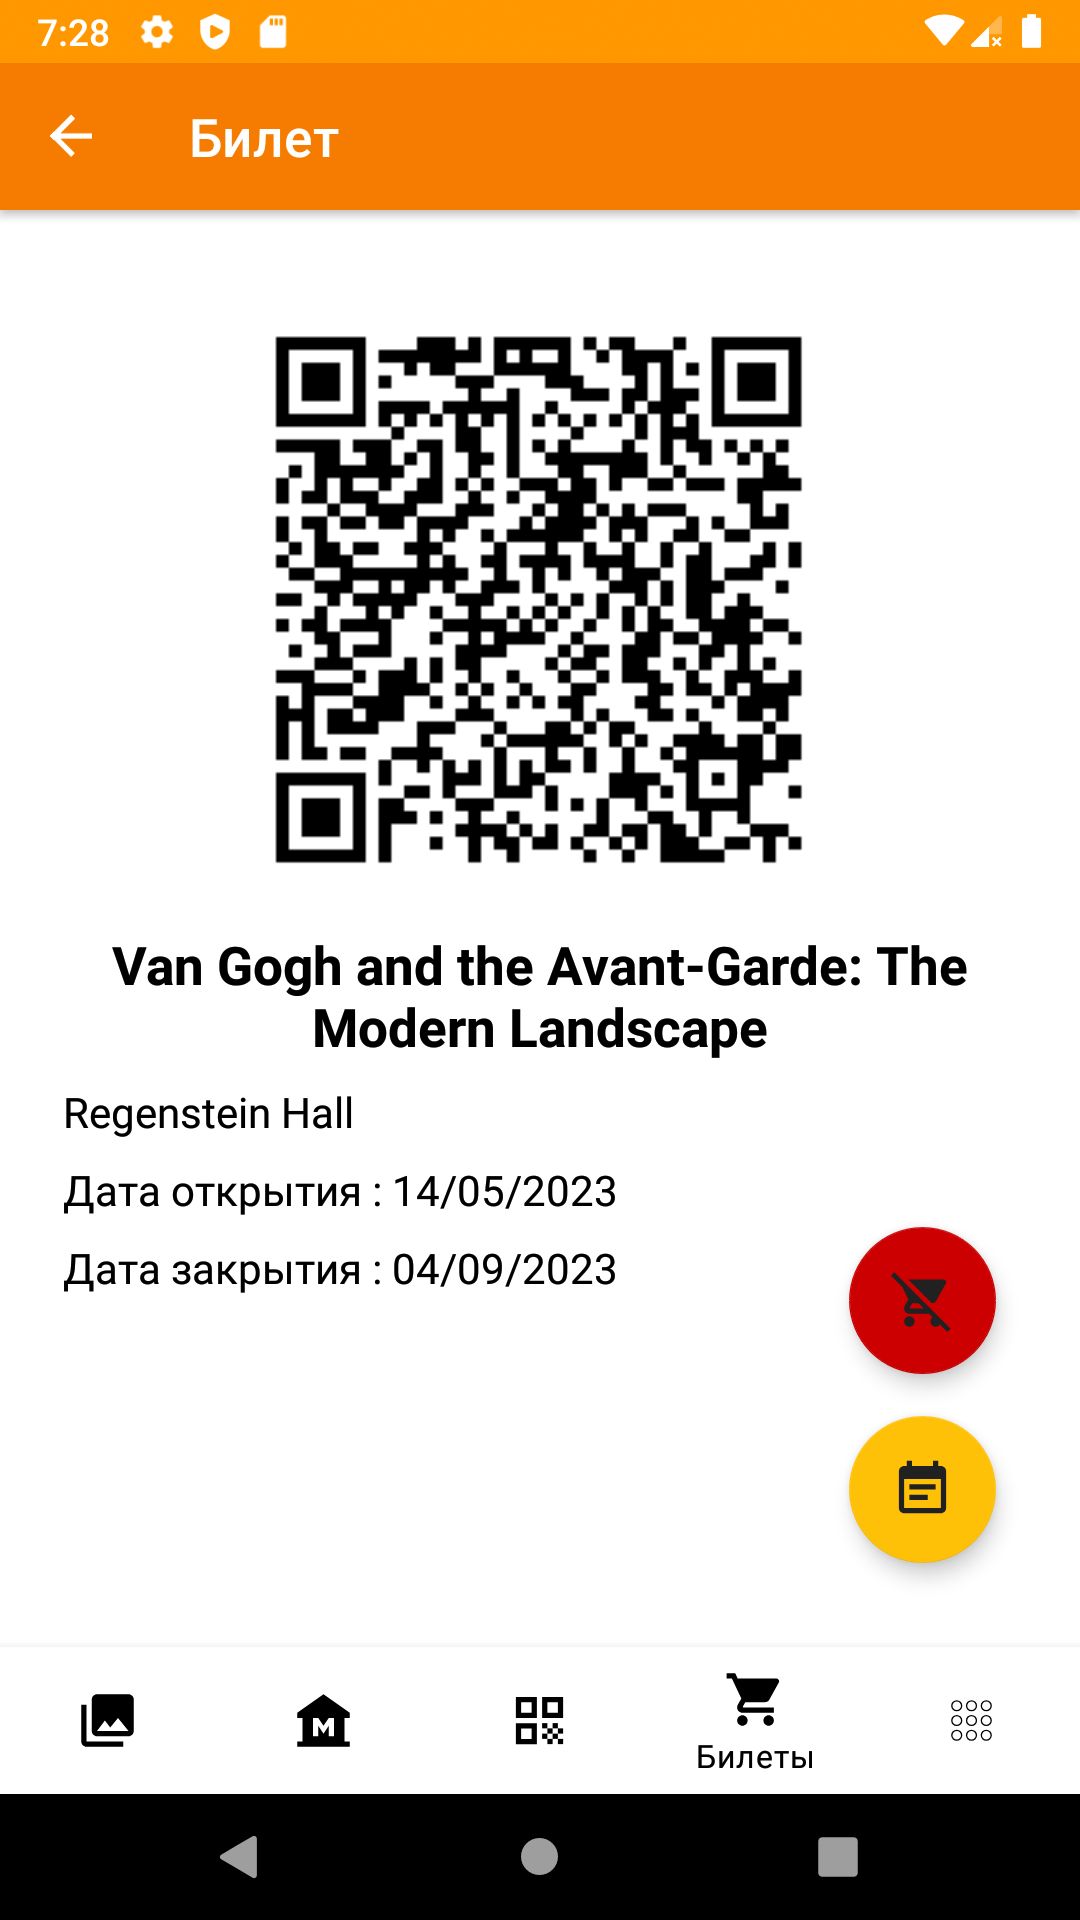 7:28
Билет
Van Gogh and the Avant-Garde: The
Modern Landscape
Regenstein Hall
Дата открытия : 14/05/2023
Дата закрытия : 04/09/2023
M
Билеты